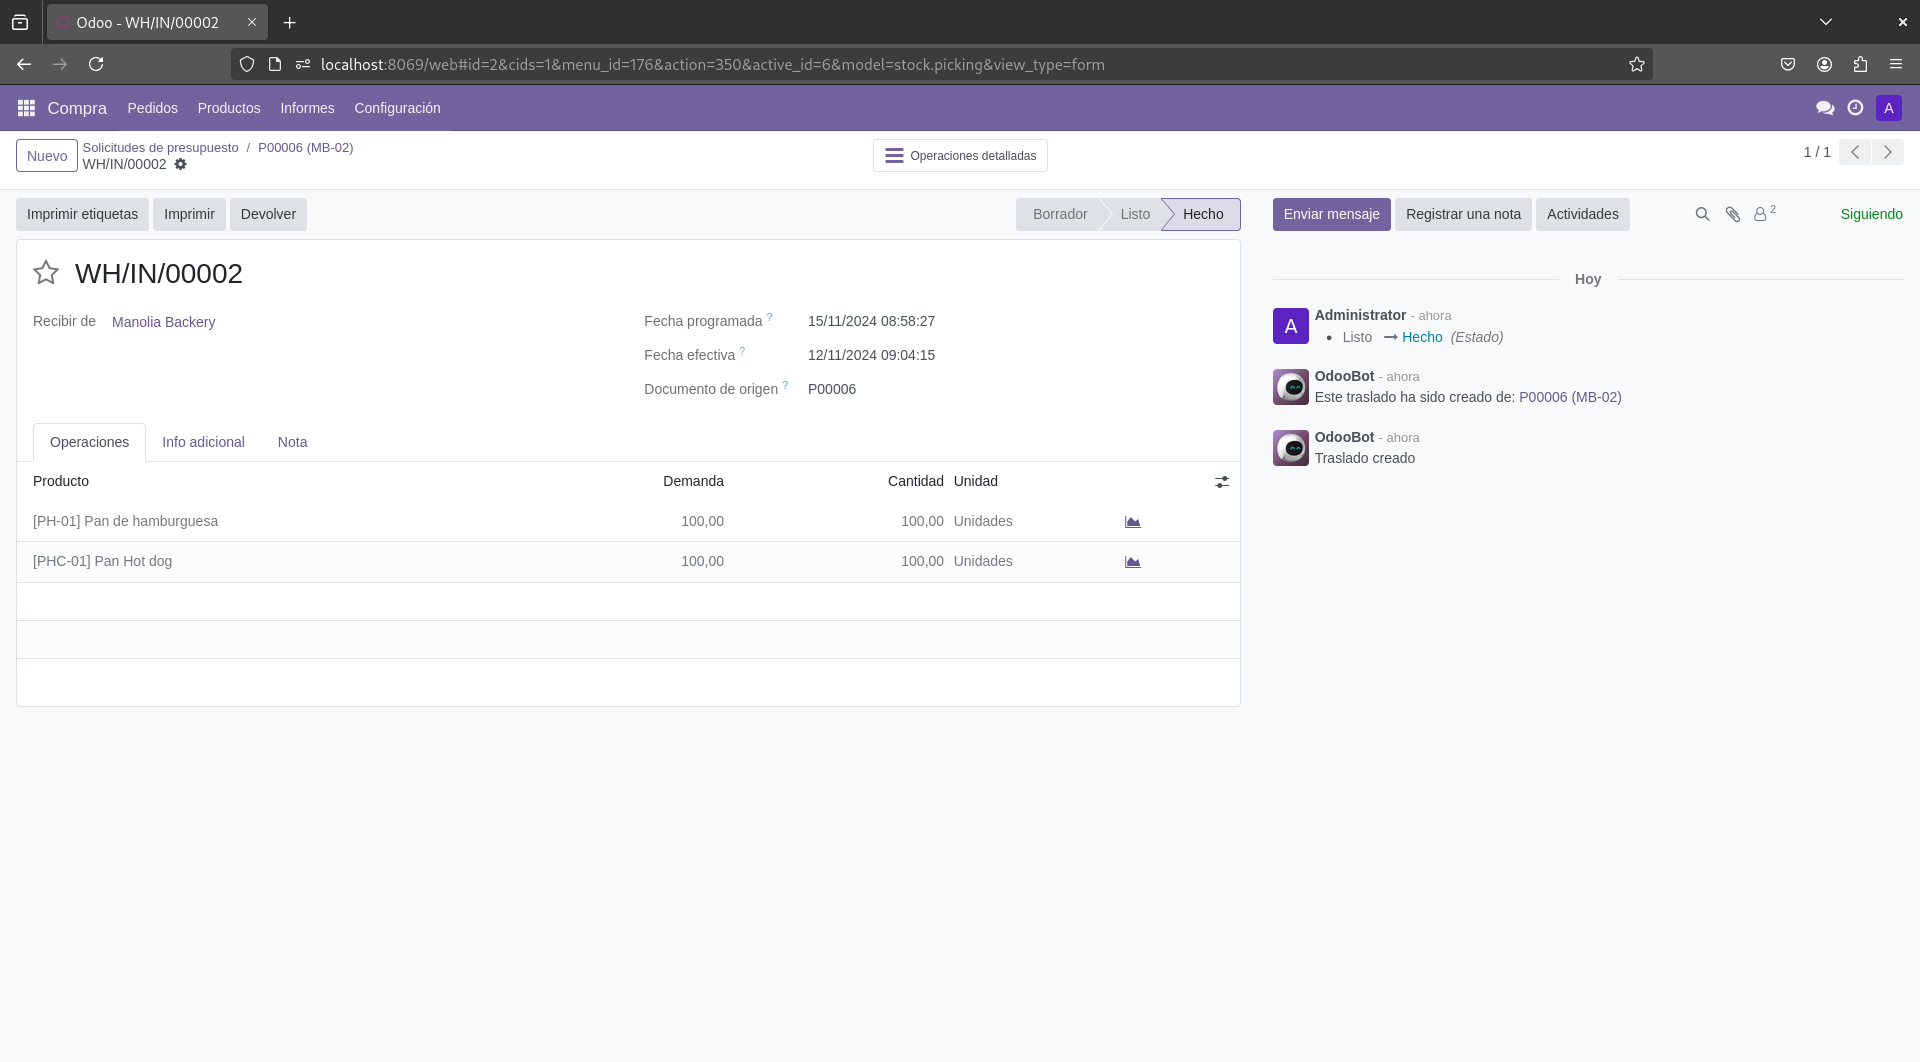 Odoo - WH/IN/00002
localhost:8069/web#id=2&cids=1&menu_id=176&action=350&active_id=6&model=stock.picking&view_type=form
Compra Pedidos Productos Informes Configuración A
Nuevo
Solicitudes de presupuesto / P00006 (MB-02)
WH/IN/00002
Operaciones detalladas
1 / 1
Imprimir etiquetas Imprimir Devolver
Borrador Listo Hecho
Enviar mensaje Registrar una nota Actividades 2 Siguiendo
WH/IN/00002
Recibir de Manolia Backery
Fecha programada ? 15/11/2024 08:58:27
Fecha efectiva ? 12/11/2024 09:04:15
Documento de origen ? P00006
Operaciones Info adicional Nota
Producto Demanda Cantidad Unidad
[PH-01] Pan de hamburguesa 100,00 100,00 Unidades
[PHC-01] Pan Hot dog 100,00 100,00 Unidades
Hoy
A
Administrator - ahora
Listo → Hecho (Estado)
OdooBot - ahora
Este traslado ha sido creado de: P00006 (MB-02)
OdooBot - ahora
Traslado creado